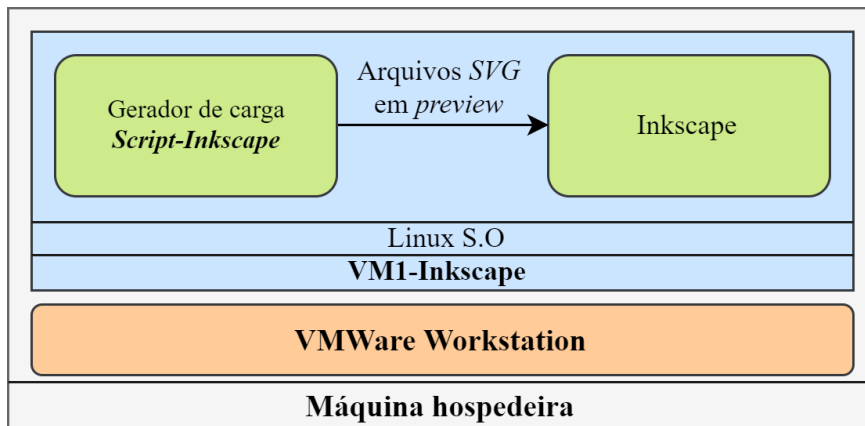 Gerador de carga
Script-Inkscape
Arquivos SVG
em preview
Inkscape
Linux S.O
VM1-Inkscape
VMWare Workstation
Máquina hospedeira